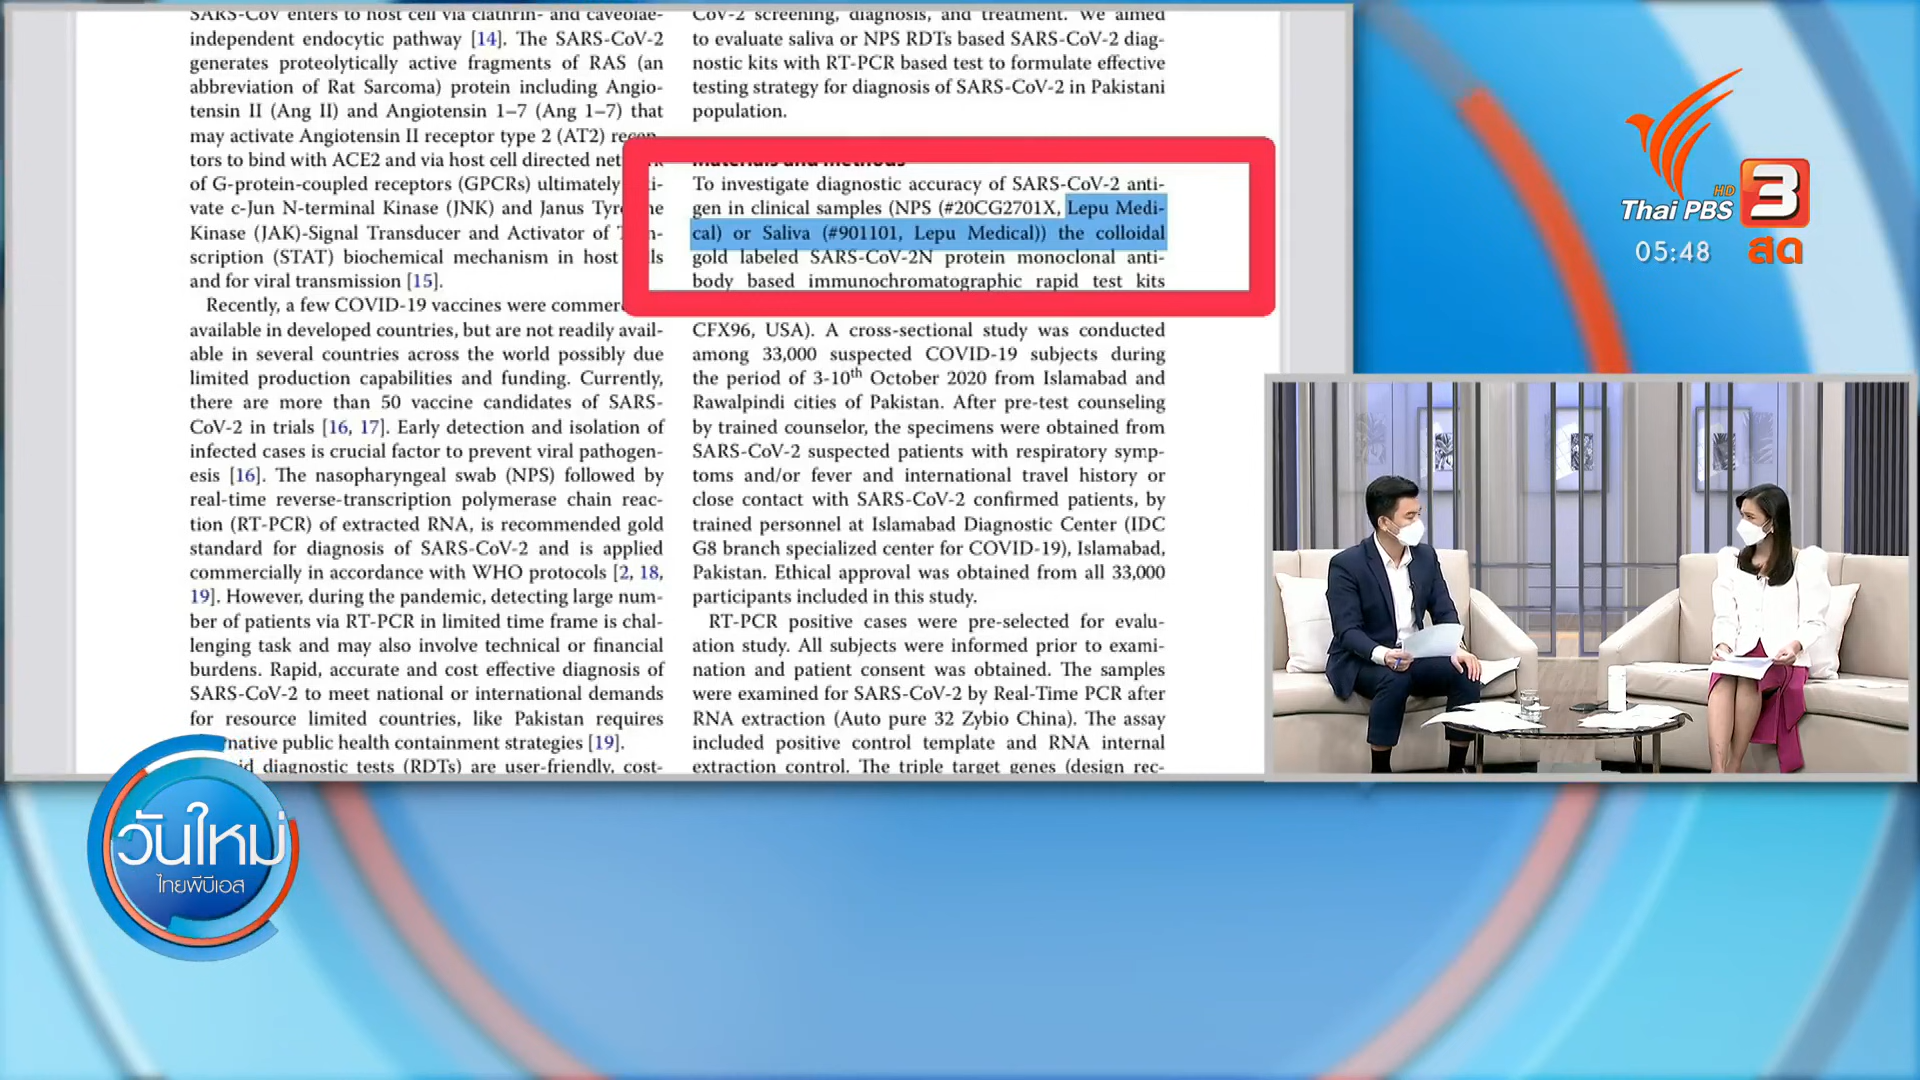 SARS-CoV enters to host cell via clathrin- and caveolae-
independent endocytic pathway [14]. The SARS-CoV-2
generates proteolytically active fragments of RAS (an
abbreviation of Rat Sarcoma) protein including Angio-
tensin II (Ang II) and Angiotensin 1–7 (Ang 1–7) that
may activate Angiotensin II receptor type 2 (AT2) recep-
tors to bind with ACE2 and via host cell directed
of G-protein-coupled receptors (GPCRs) ultimately
vate c-Jun N-terminal Kinase (JNK) and Janus
Kinase (JAK)-Signal Transducer and Activator of
scription (STAT) biochemical mechanism in host
and for viral transmission [15].
Recently, a few COVID-19 vaccines were
available in developed countries, but are not readily avail-
able in several countries across the world possibly due
limited production capabilities and funding. Currently,
there are more than 50 vaccine candidates of SARS-
CoV-2 in trials [16, 17]. Early detection and isolation of
infected cases is crucial factor to prevent viral pathogen-
esis [16]. The nasopharyngeal swab (NPS) followed by
real-time reverse-transcription polymerase chain reac-
tion (RT-PCR) of extracted RNA, is recommended gold
standard for diagnosis of SARS-CoV-2 and is applied
commercially in accordance with WHO protocols [2, 18,
19]. However, during the pandemic, detecting large num-
ber of patients via RT-PCR in limited time frame is chal-
lenging task and may also involve technical or financial
burdens. Rapid, accurate and cost effective diagnosis of
SARS-CoV-2 to meet national or international demands
for resource limited countries, like Pakistan requires
native public health containment strategies [19].
diagnostic tests (RDTs) are user-friendly, cost-
CoV-2 screening, diagnosis, and treatment. We aimed
to evaluate saliva or NPS RDTs based SARS-CoV-2 diag-
nostic kits with RT-PCR based test to formulate effective
testing strategy for diagnosis of SARS-CoV-2 in Pakistani
population.
Materials and methods
To investigate diagnostic accuracy of SARS-CoV-2 anti-
gen in clinical samples (NPS (#20CG2701X, Lepu Medi-
cal) or Saliva (#901101, Lepu Medical)) the colloidal
gold labeled SARS-CoV-2N protein monoclonal anti-
body based immunochromatographic rapid test kits
CFX96, USA). A cross-sectional study was conducted
among 33,000 suspected COVID-19 subjects during
the period of 3-10th October 2020 from Islamabad and
Rawalpindi cities of Pakistan. After pre-test counseling
by trained counselor, the specimens were obtained from
SARS-CoV-2 suspected patients with respiratory symp-
toms and/or fever and international travel history or
close contact with SARS-CoV-2 confirmed patients, by
trained personnel at Islamabad Diagnostic Center (IDC
G8 branch specialized center for COVID-19), Islamabad,
Pakistan. Ethical approval was obtained from all 33,000
participants included in this study.
RT-PCR positive cases were pre-selected for evalu-
ation study. All subjects were informed prior to exami-
nation and patient consent was obtained. The samples
were examined for SARS-CoV-2 by Real-Time PCR after
RNA extraction (Auto pure 32 Zybio China). The assay
included positive control template and RNA internal
extraction control. The triple target genes (design rec-
Thai PBS HD 3
05:48 สด
วันใหม่
ไทยพีบีเอส